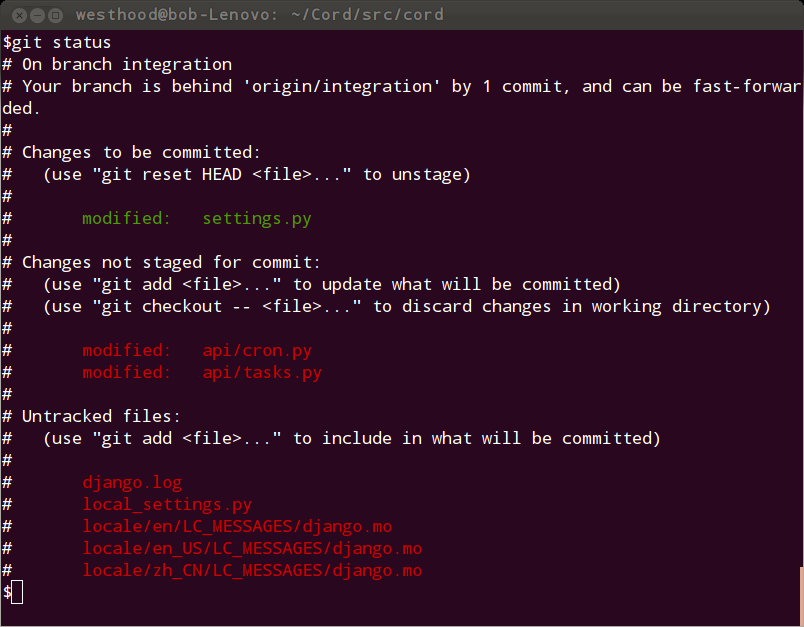 westhood@bob-Lenovo: ~/Cord/src/cord
$git status
# On branch integration
# Your branch is behind 'origin/integration' by 1 commit, and can be fast-forwar
ded.
#
# Changes to be committed:
#   (use "git reset HEAD <file>..." to unstage)
#
#       modified:   settings.py
#
# Changes not staged for commit:
#   (use "git add <file>..." to update what will be committed)
#   (use "git checkout -- <file>..." to discard changes in working directory)
#
#       modified:   api/cron.py
#       modified:   api/tasks.py
#
# Untracked files:
#   (use "git add <file>..." to include in what will be committed)
#
#       django.log
#       local_settings.py
#       locale/en/LC_MESSAGES/django.mo
#       locale/en_US/LC_MESSAGES/django.mo
#       locale/zh_CN/LC_MESSAGES/django.mo
$